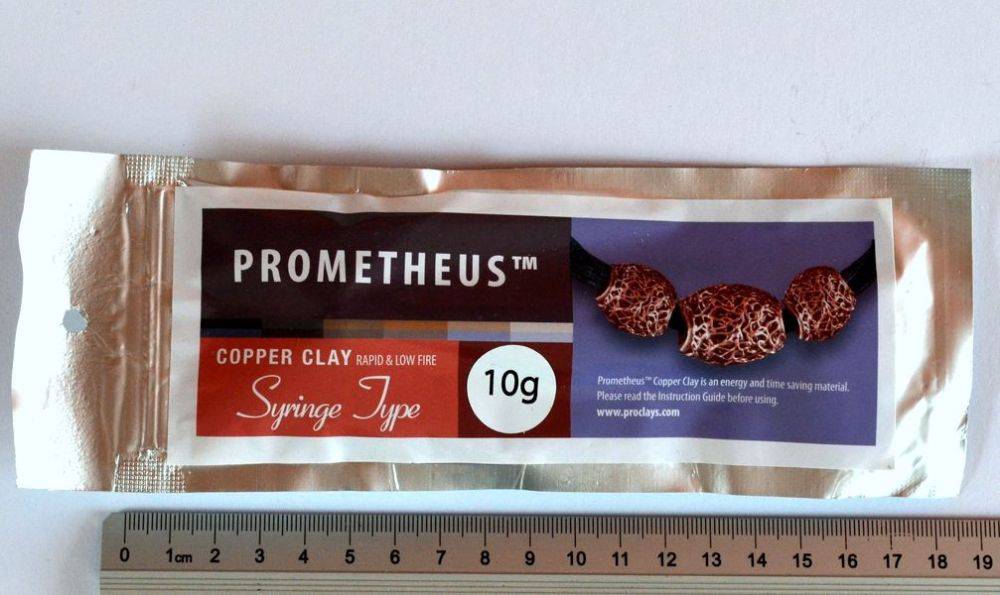 PROMETHEUS™
COPPER CLAY RAPID & LOW FIRE
Syringe Type
10g
Prometheus™ Copper Clay is an energy and time saving material.
Please read the Instruction Guide before using.
www.proclays.com
0 1cm 2 3 4 5 6 7 8 9 10 11 12 13 14 15 16 17 18 19